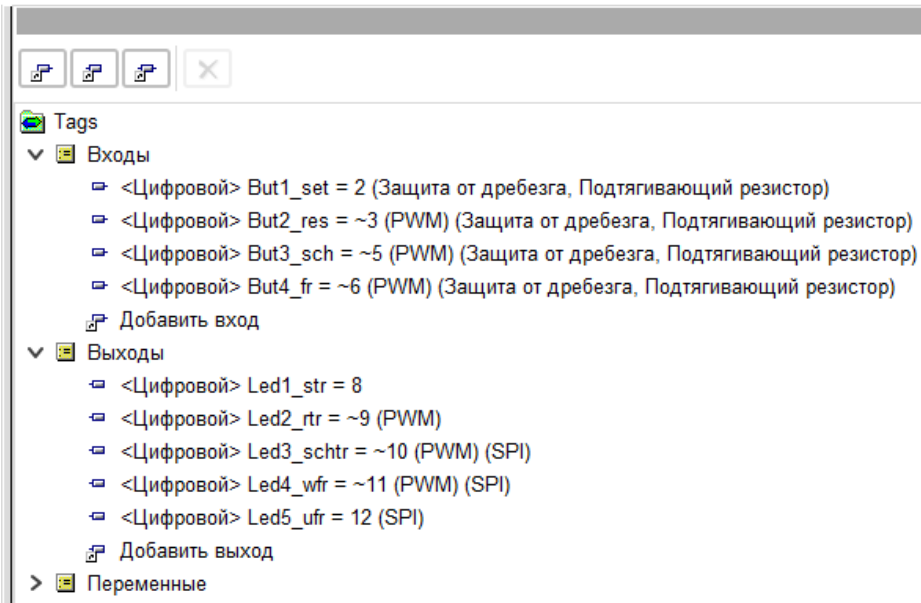 Tags
Входы
<Цифровой> But1_set = 2 (Защита от дребезга, Подтягивающий резистор)
<Цифровой> But2_res = ~3 (PWM) (Защита от дребезга, Подтягивающий резистор)
<Цифровой> But3_sch = ~5 (PWM) (Защита от дребезга, Подтягивающий резистор)
<Цифровой> But4_fr = ~6 (PWM) (Защита от дребезга, Подтягивающий резистор)
Добавить вход
Выходы
<Цифровой> Led1_str = 8
<Цифровой> Led2_rtr = ~9 (PWM)
<Цифровой> Led3_schtr = ~10 (PWM) (SPI)
<Цифровой> Led4_wfr = ~11 (PWM) (SPI)
<Цифровой> Led5_ufr = 12 (SPI)
Добавить выход
Переменные